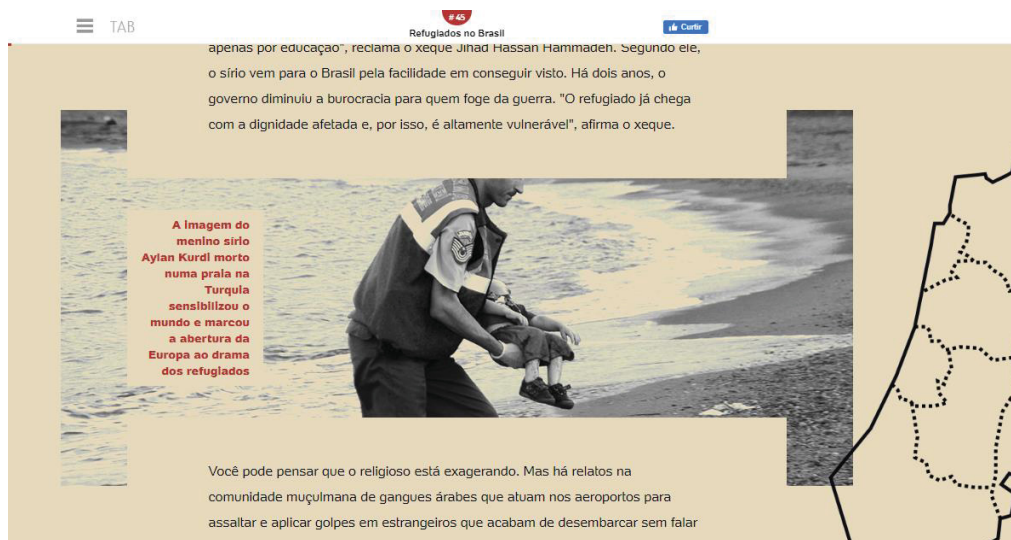 TAB
# 45
Refugiados no Brasil
Curtir
apenas por educação", reclama o xeque Jihad Hassan Hammadeh. Segundo ele,
o sírio vem para o Brasil pela facilidade em conseguir visto. Há dois anos, o
governo diminuiu a burocracia para quem foge da guerra. "O refugiado já chega
com a dignidade afetada e, por isso, é altamente vulnerável", afirma o xeque.
A imagem do
menino sírio
Aylan Kurdi morto
numa praia na
Turquia
sensibilizou o
mundo e marcou
a abertura da
Europa ao drama
dos refugiados
Você pode pensar que o religioso está exagerando. Mas há relatos na
comunidade muçulmana de gangues árabes que atuam nos aeroportos para
assaltar e aplicar golpes em estrangeiros que acabam de desembarcar sem falar